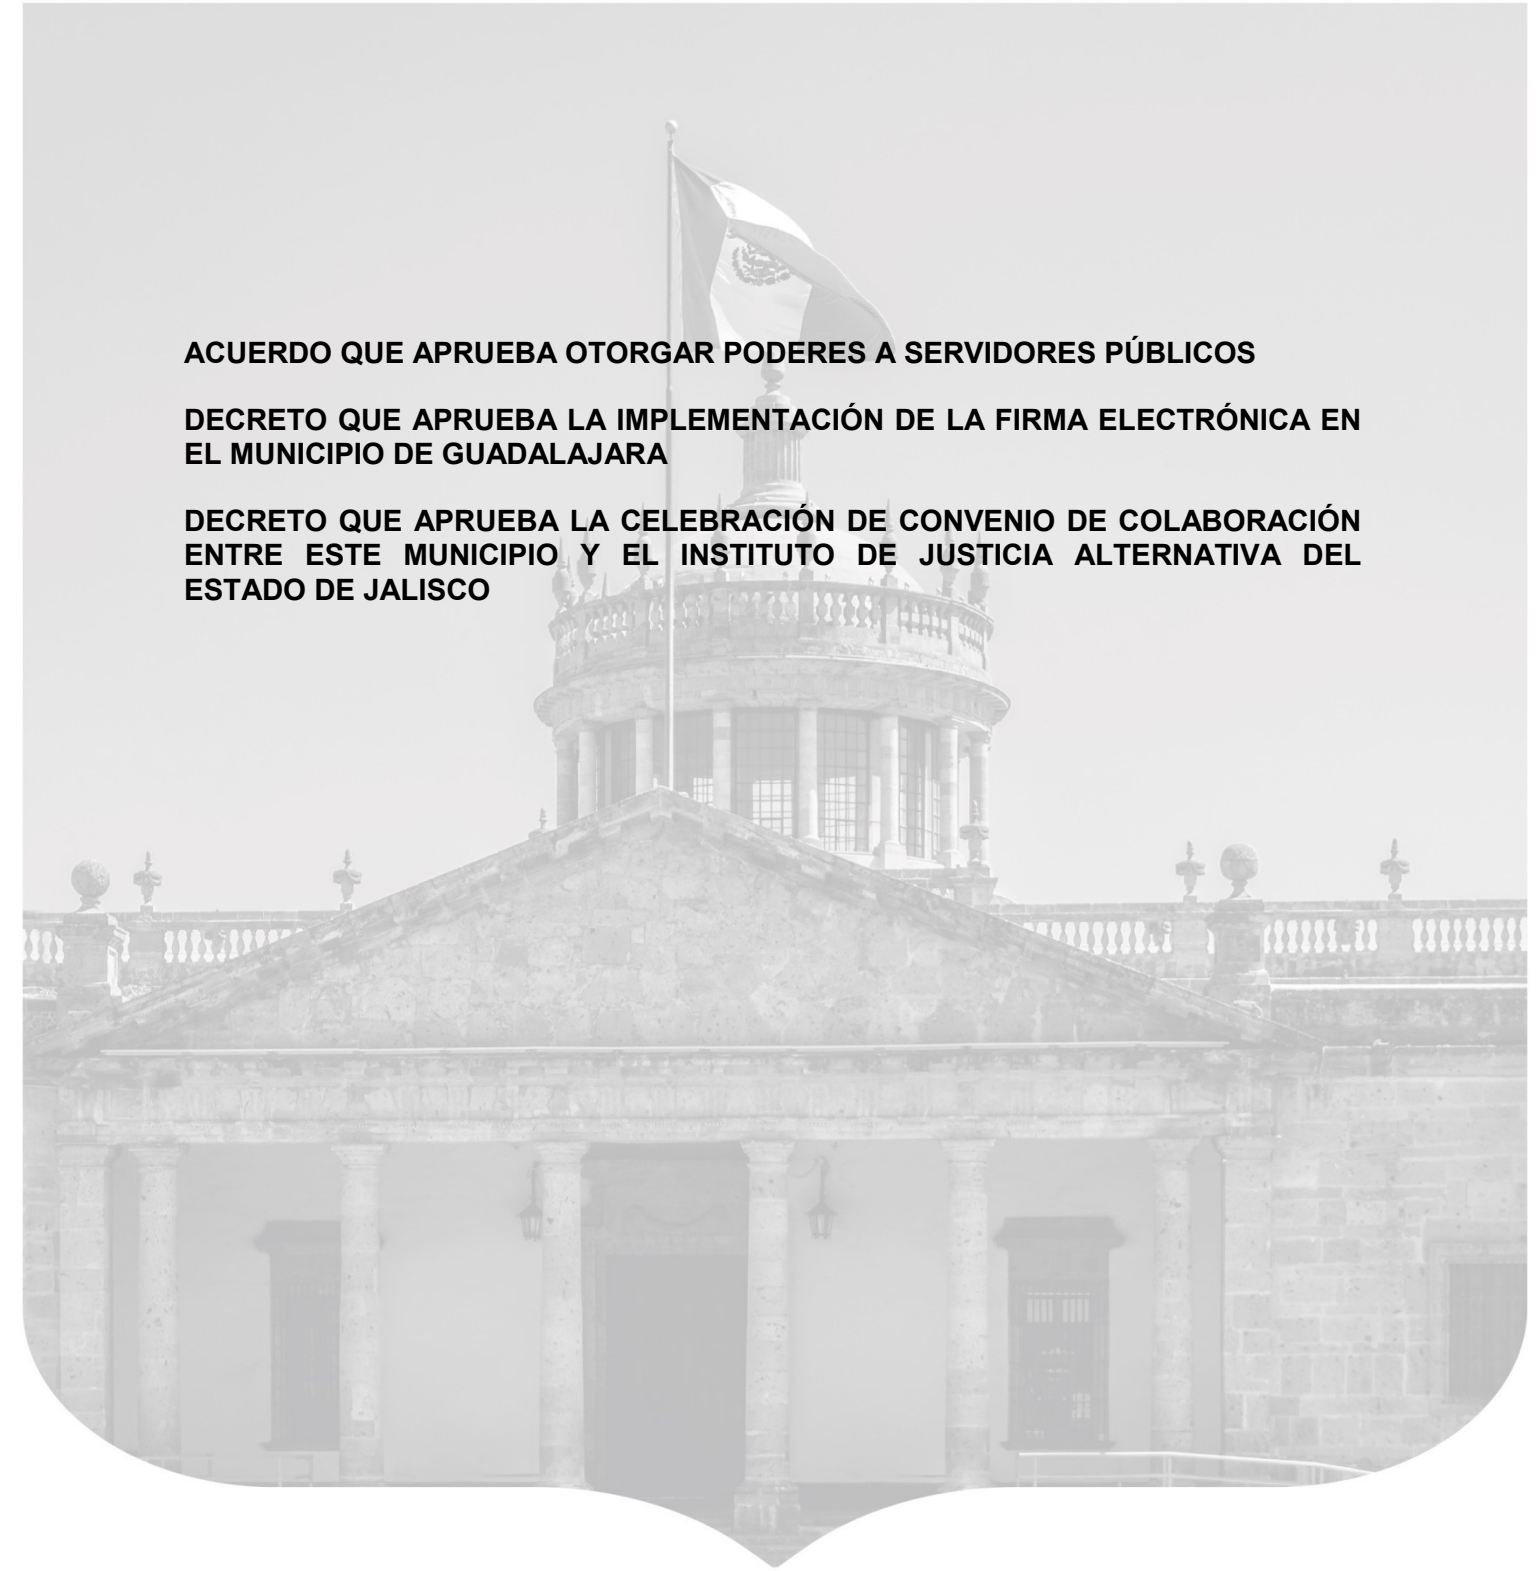 ACUERDO QUE APRUEBA OTORGAR PODERES A SERVIDORES PÚBLICOS
DECRETO QUE APRUEBA LA IMPLEMENTACIÓN DE LA FIRMA ELECTRÓNICA EN
EL MUNICIPIO DE GUADALAJARA
DECRETO QUE APRUEBA LA CELEBRACIÓN DE CONVENIO DE COLABORACIÓN
ENTRE ESTE MUNICIPIO Y EL INSTITUTO DE JUSTICIA ALTERNATIVA DEL
ESTADO DE JALISCO